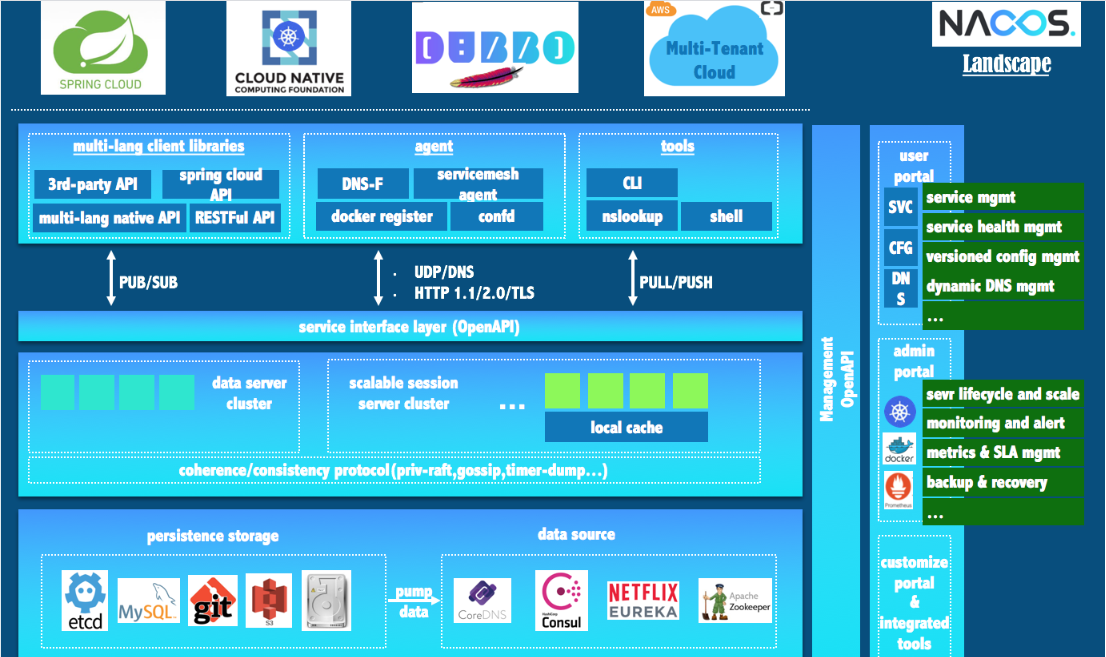 SPRING CLOUD
CLOUD NATIVE
COMPUTING FOUNDATION
DUBBO
AWS
Multi-Tenant
Cloud
NACOS.
Landscape
multi-lang client libraries
3rd-party API
spring cloud
API
multi-lang native API
RESTFul API
agent
DNS-F
servicemesh
agent
docker register
confd
tools
CLI
nslookup
shell
PUB/SUB
· UDP/DNS
· HTTP 1.1/2.0/TLS
PULL/PUSH
service interface layer (OpenAPI)
data server
cluster
scalable session
server cluster
...
local cache
coherence/consistency protocol(priv-raft,gossip,timer-dump...)
persistence storage
etcd
MySQL
git
S3
pump
data
data source
CoreDNS
HashiCorp
Consul
NETFLIX
EUREKA
Apache
Zookeeper
Management
OpenAPI
user
portal
SVC
CFG
DN
S
service mgmt
service health mgmt
versioned config mgmt
dynamic DNS mgmt
...
admin
portal
docker
Prometheus
sevr lifecycle and scale
monitoring and alert
metrics & SLA mgmt
backup & recovery
...
customize
portal
&
integrated
tools